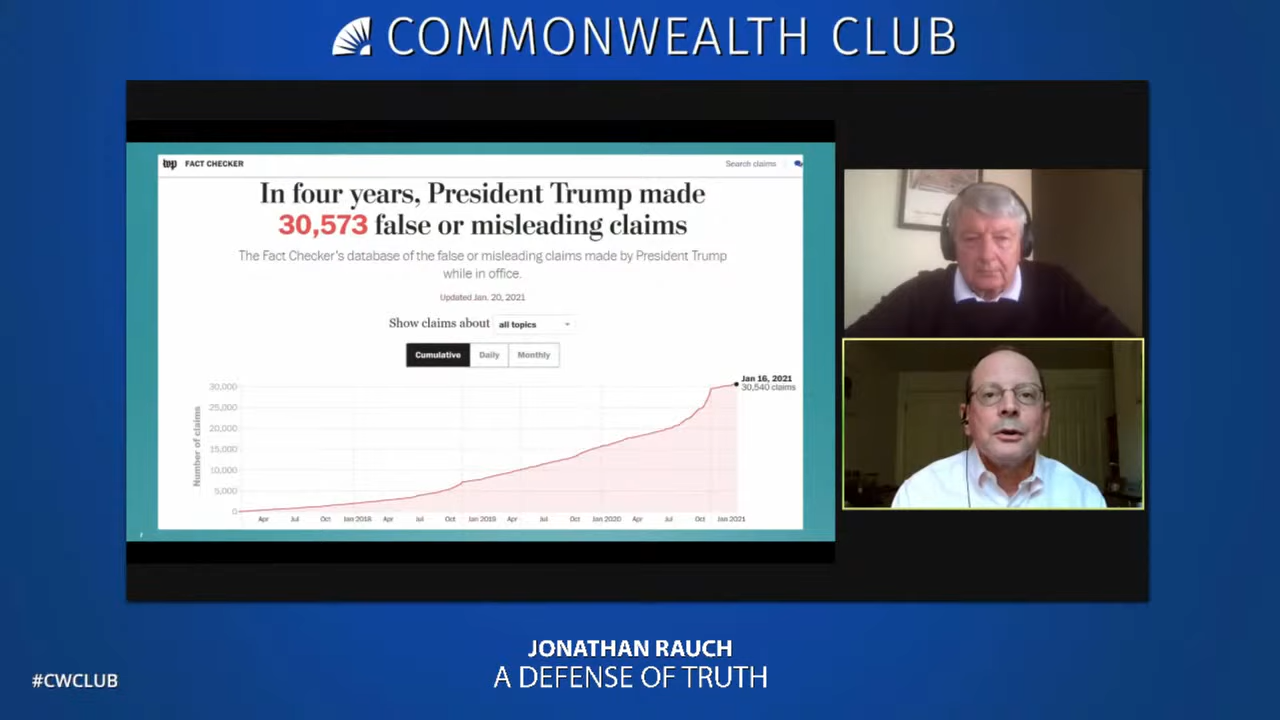 COMMONWEALTH CLUB
wp FACT CHECKER
Search claims
In four years, President Trump made
30,573 false or misleading claims
The Fact Checker's database of the false or misleading claims made by President Trump
while in office.
Updated Jan. 20, 2021
Show claims about all topics
Cumulative Daily Monthly
Jan 16, 2021
30,540 claims
Number of claims
30,000
25,000
20,000
15,000
10,000
5,000
0
Apr Jul Oct Jan 2018 Apr Jul Oct Jan 2019 Apr Jul Oct Jan 2020 Apr Jul Oct Jan 2021
JONATHAN RAUCH
A DEFENSE OF TRUTH
#CWCLUB